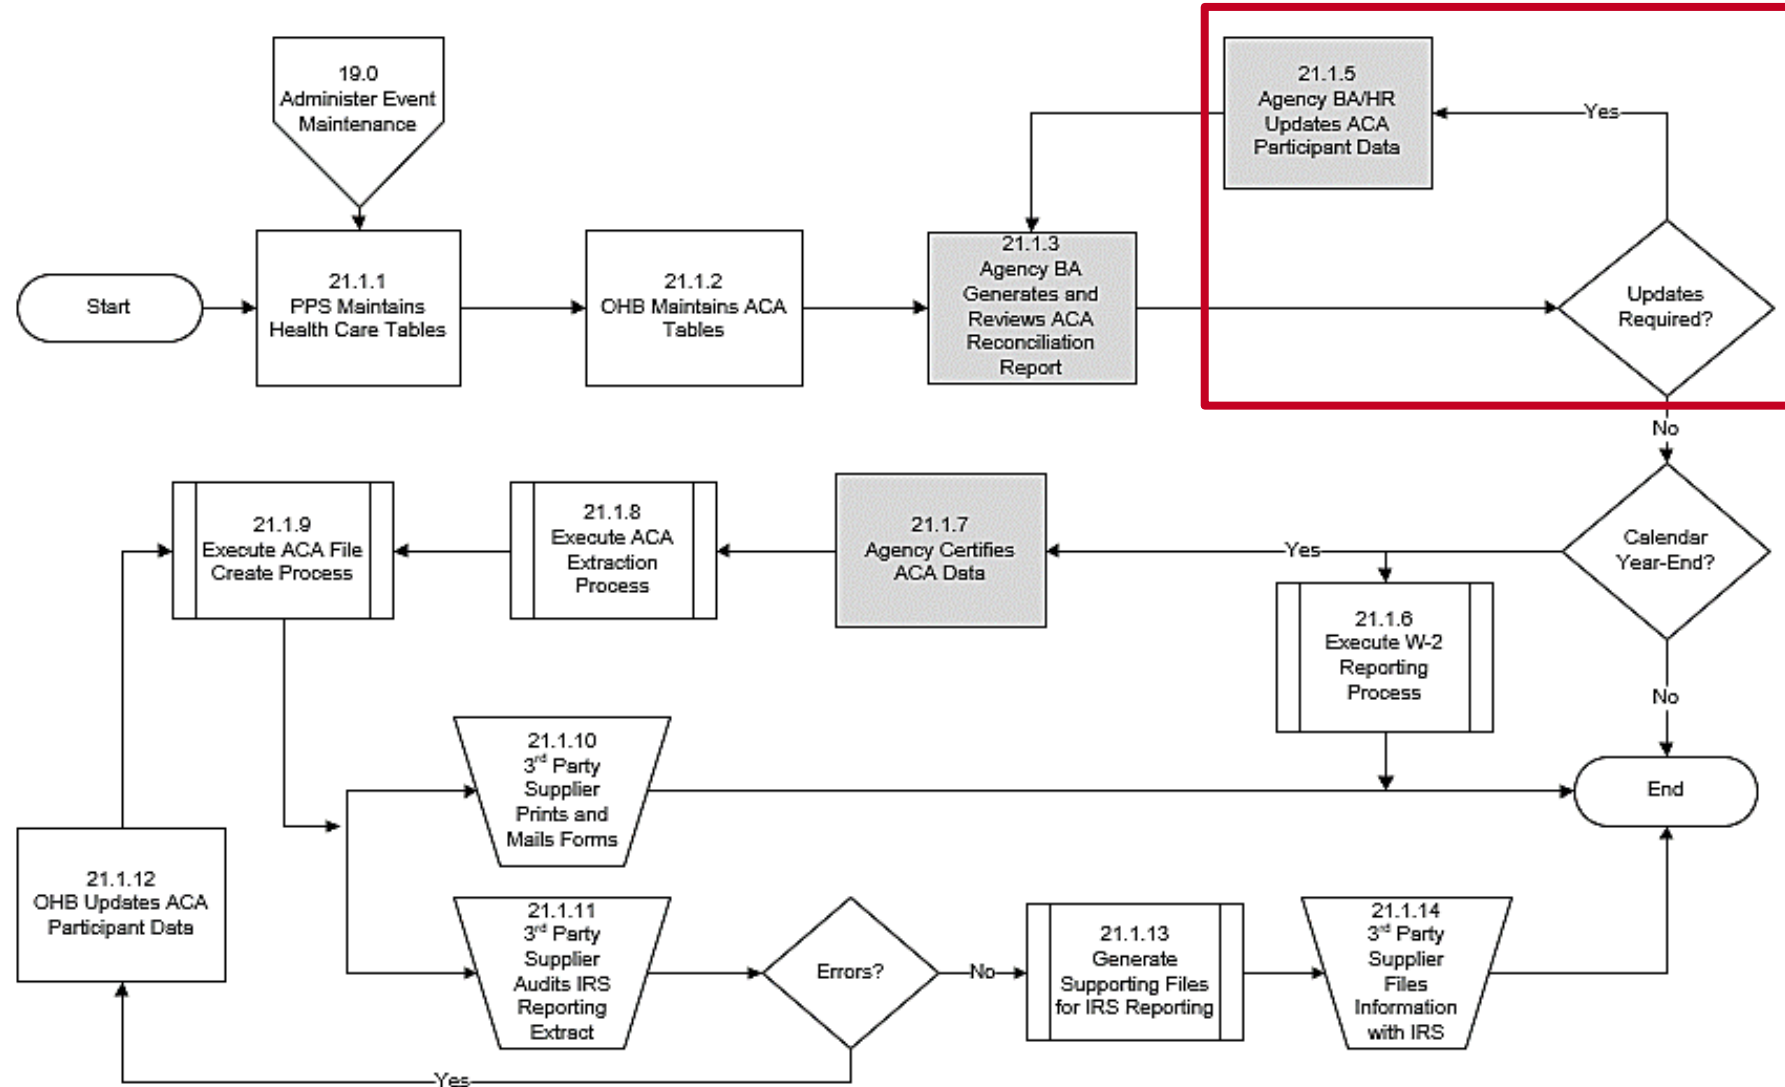 19.0
Administer Event
Maintenance
21.1.5
Agency BA/HR
Updates ACA
Participant Data
Yes
Start
21.1.1
PPS Maintains
Health Care Tables
21.1.2
OHB Maintains ACA
Tables
21.1.3
Agency BA
Generates and
Reviews ACA
Reconciliation
Report
Updates
Required?
No
21.1.9
Execute ACA File
Create Process
21.1.8
Execute ACA
Extraction
Process
21.1.7
Agency Certifies
ACA Data
Yes
Calendar
Year-End?
21.1.6
Execute W-2
Reporting
Process
No
21.1.10
3rd Party
Supplier
Prints and
Mails Forms
End
21.1.12
OHB Updates ACA
Participant Data
21.1.11
3rd Party
Supplier
Audits IRS
Reporting
Extract
Errors?
No
21.1.13
Generate
Supporting Files
for IRS Reporting
21.1.14
3rd Party
Supplier
Files
Information
with IRS
Yes